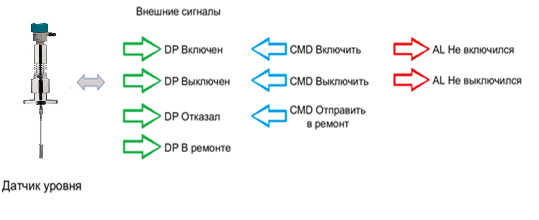 Внешние сигналы
DP Включен
CMD Включить
AL Не включился
DP Выключен
CMD Выключить
AL Не выключился
DP Отказал
CMD Отправить
в ремонт
DP В ремонте
Датчик уровня